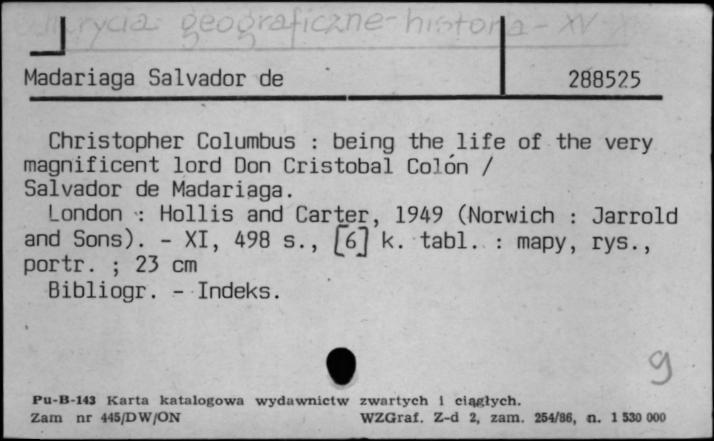 Odkrycia geograficzne - historia - XV
Madariaga Salvador de 288525
Christopher Columbus : being the life of the very
magnificent lord Don Cristobal Colón /
Salvador de Madariaga.
London : Hollis and Carter, 1949 (Norwich : Jarrold
and Sons). - XI, 498 s., [6] k. tabl. : mapy, rys.,
portr. ; 23 cm
Bibliogr. - Indeks.
g
Pu-B-143 Karta katalogowa wydawnictw zwartych i ciągłych.
Zam nr 445/DW/ON WZGraf. Z-d 2, zam. 254/86, n. 1 530 000